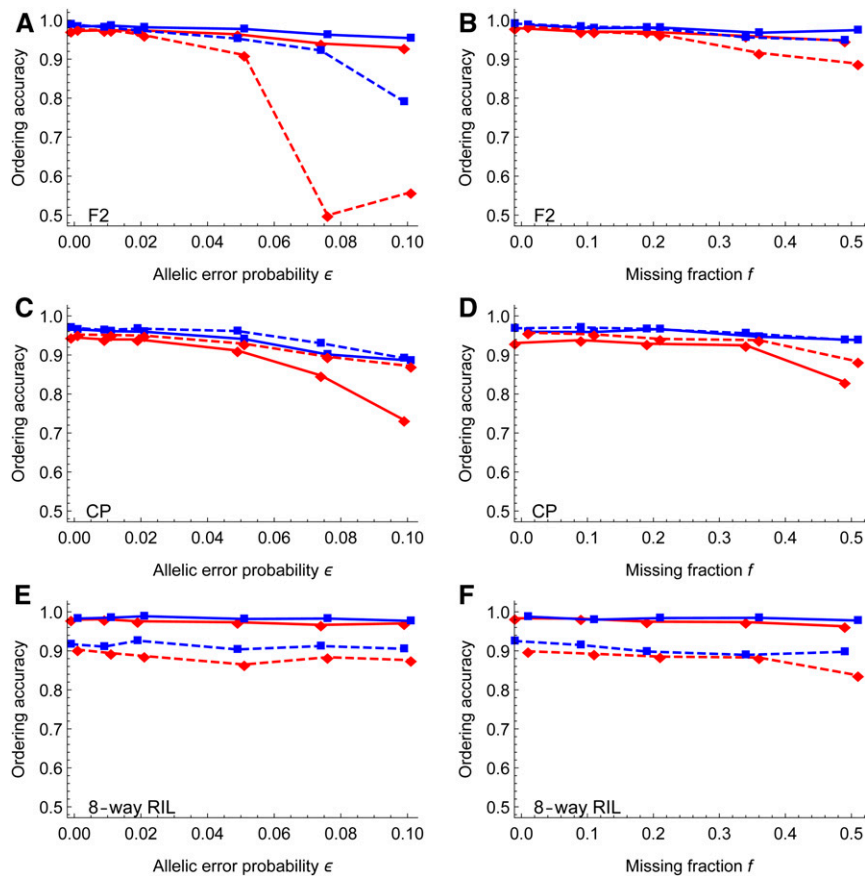 A
Ordering accuracy
1.0
0.9
0.8
0.7
0.6
0.5
F2
0.00 0.02 0.04 0.06 0.08 0.10
Allelic error probability ϵ
B
Ordering accuracy
1.0
0.9
0.8
0.7
0.6
0.5
F2
0.0 0.1 0.2 0.3 0.4 0.5
Missing fraction f
C
Ordering accuracy
1.0
0.9
0.8
0.7
0.6
0.5
CP
0.00 0.02 0.04 0.06 0.08 0.10
Allelic error probability ϵ
D
Ordering accuracy
1.0
0.9
0.8
0.7
0.6
0.5
CP
0.0 0.1 0.2 0.3 0.4 0.5
Missing fraction f
E
Ordering accuracy
1.0
0.9
0.8
0.7
0.6
0.5
8-way RIL
0.00 0.02 0.04 0.06 0.08 0.10
Allelic error probability ϵ
F
Ordering accuracy
1.0
0.9
0.8
0.7
0.6
0.5
8-way RIL
0.0 0.1 0.2 0.3 0.4 0.5
Missing fraction f